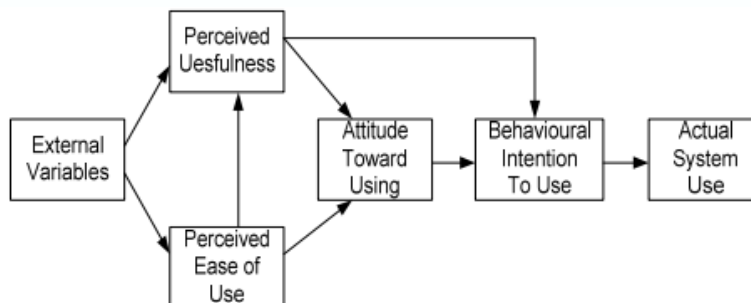 Perceived
Uesfulness
External
Variables
Attitude
Toward
Using
Behavioural
Intention
To Use
Actual
System
Use
Perceived
Ease of
Use